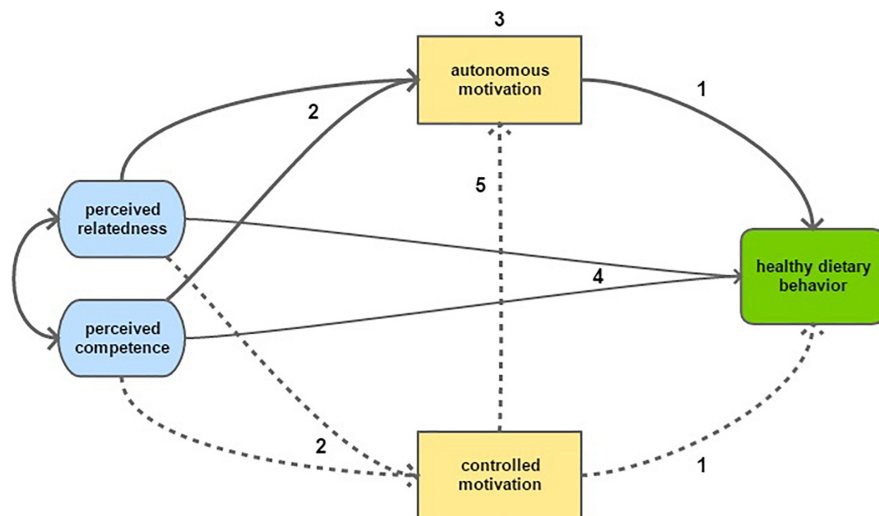 3
autonomous
motivation
1
2
5
perceived
relatedness
healthy dietary
behavior
4
perceived
competence
2
controlled
motivation
1